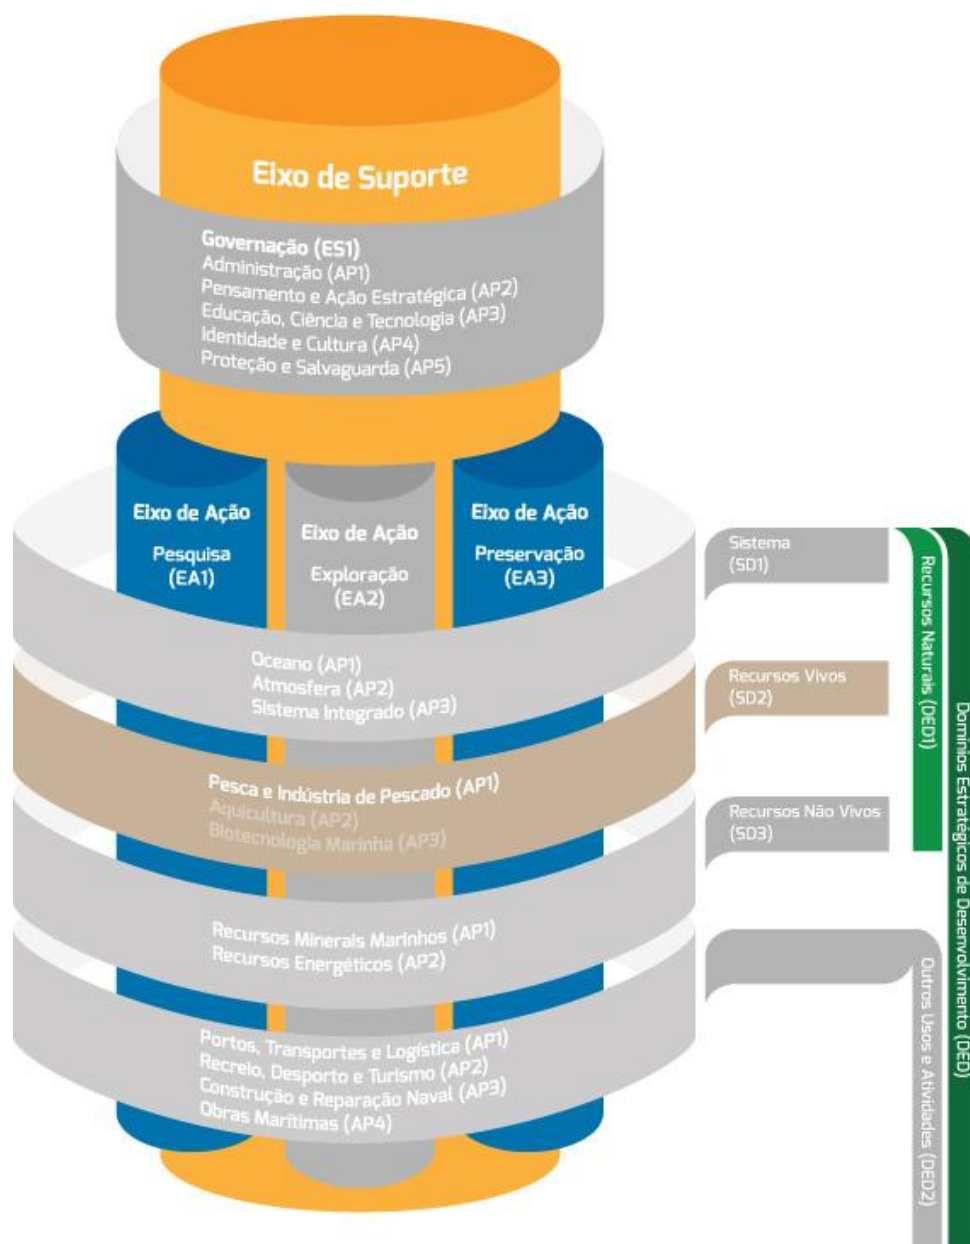 Eixo de Suporte
Governação (ES1)
Administração (AP1)
Pensamento e Ação Estratégica (AP2)
Educação, Ciência e Tecnologia (AP3)
Identidade e Cultura (AP4)
Proteção e Salvaguarda (AP5)
Eixo de Ação
Pesquisa
(EA1)
Eixo de Ação
Exploração
(EA2)
Eixo de Ação
Preservação
(EA3)
Oceano (AP1)
Atmosfera (AP2)
Sistema Integrado (AP3)
Sistema
(SD1)
Pesca e Indústria de Pescado (AP1)
Aquicultura (AP2)
Biotecnologia Marinha (AP3)
Recursos Vivos
(SD2)
Recursos Minerais Marinhos (AP1)
Recursos Energéticos (AP2)
Recursos Não Vivos
(SD3)
Portos, Transportes e Logística (AP1)
Recreio, Desporto e Turismo (AP2)
Construção e Reparação Naval (AP3)
Obras Marítimas (AP4)
Recursos Naturais (DED1)
Outros Usos e Atividades (DED2)
Domínios Estratégicos de Desenvolvimento (DED)